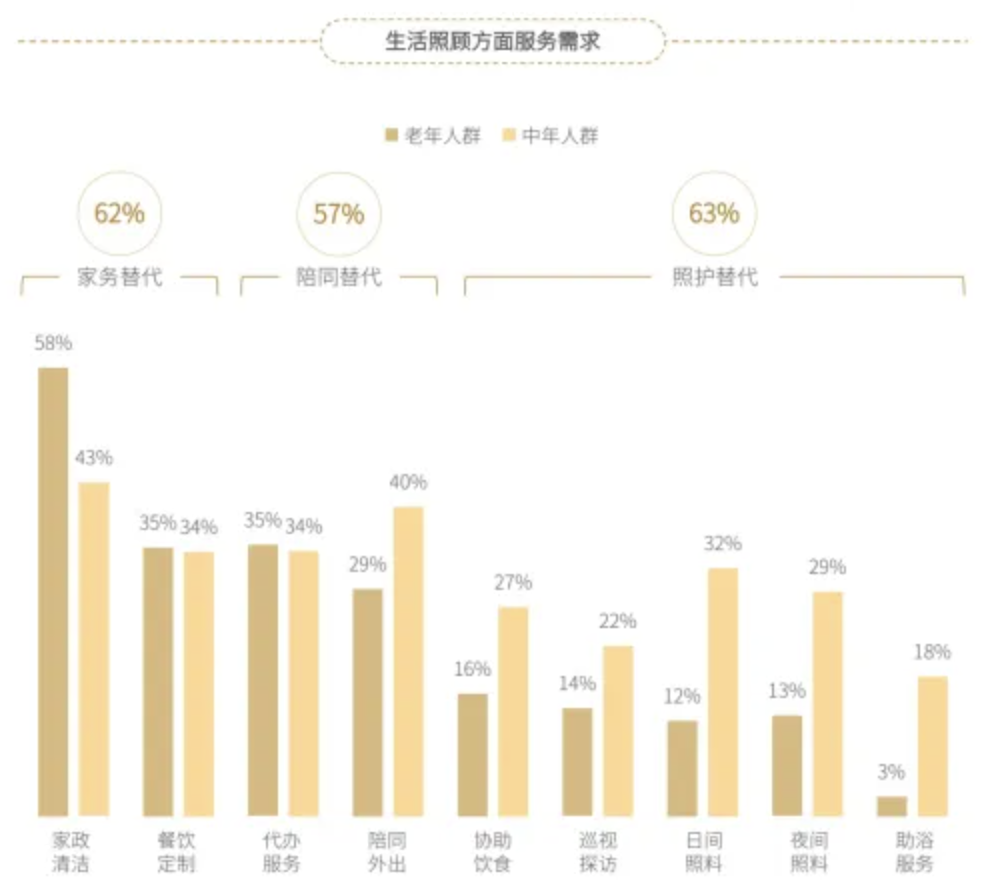 生活照顾方面服务需求
老年人群 中年人群
62% 57% 63%
家务替代 陪同替代 照护替代
58%
43%
35% 34%
35% 34%
29%
40%
16%
27%
14%
22%
12%
32%
13%
29%
3%
18%
家政 餐饮 代办 陪同 协助 巡视 日间 夜间 助浴
清洁 定制 服务 外出 饮食 探访 照料 照料 服务